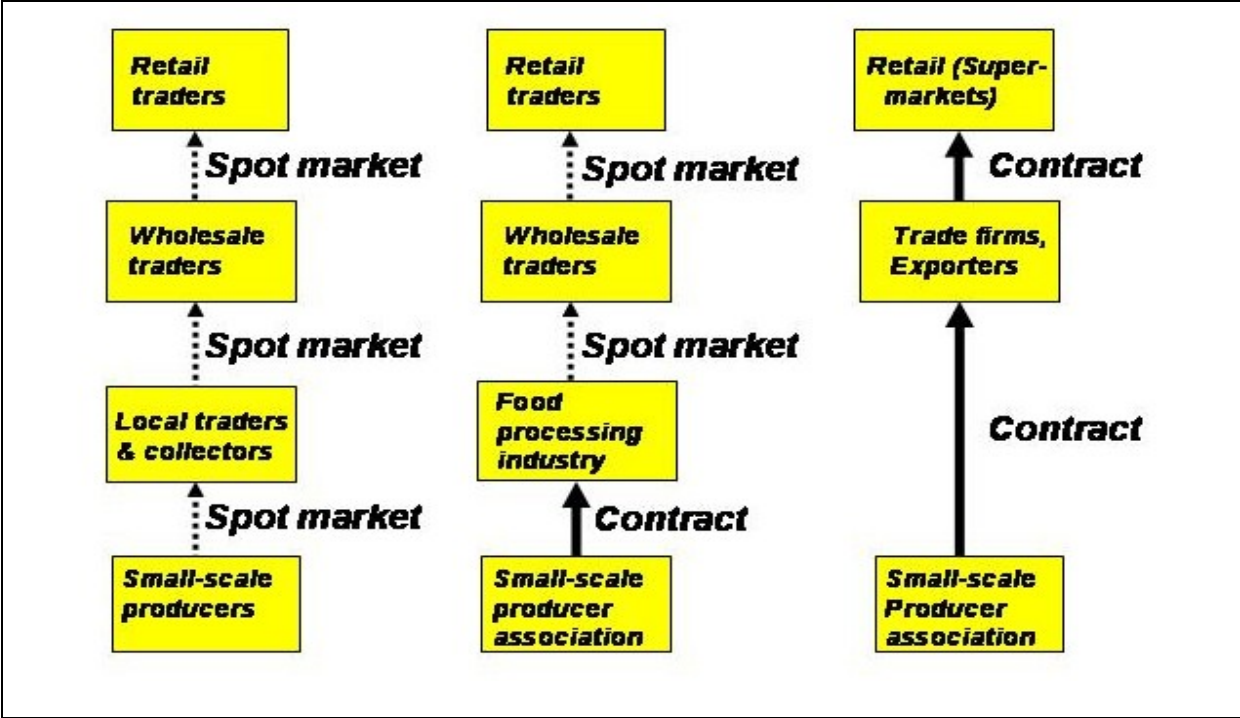 Retail
traders
Spot market
Wholesale
traders
Spot market
Local traders
& collectors
Spot market
Small-scale
producers
Retail
traders
Spot market
Wholesale
traders
Spot market
Food
processing
industry
Contract
Small-scale
producer
association
Retail (Super-
markets)
Contract
Trade firms,
Exporters
Contract
Small-scale
Producer
association